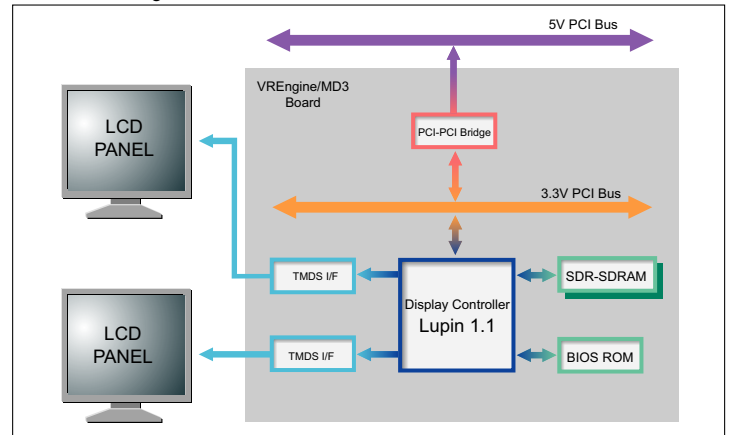 5V PCI Bus
VREngine/MD3
Board
LCD
PANEL
PCI-PCI Bridge
3.3V PCI Bus
TMDS I/F
Display Controller
Lupin 1.1
SDR-SDRAM
LCD
PANEL
TMDS I/F
BIOS ROM